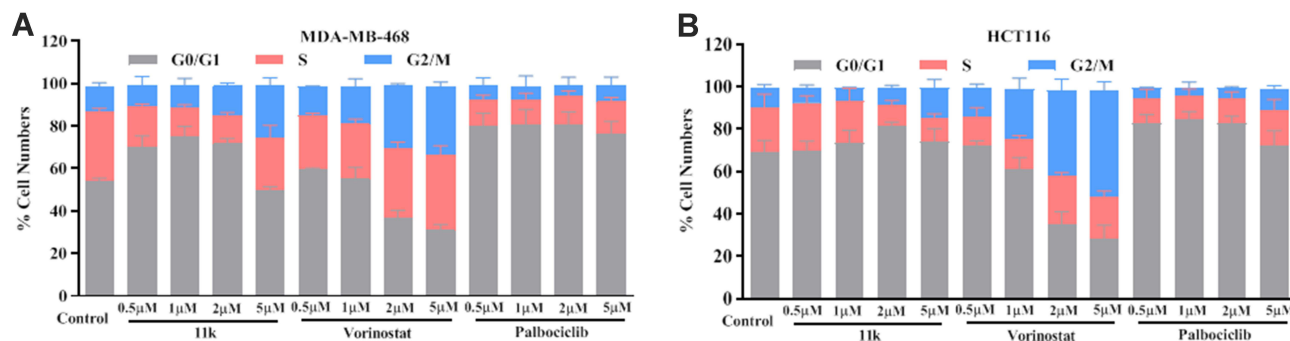 A
MDA-MB-468
G0/G1 S G2/M
% Cell Numbers
120
100
80
60
40
20
0
Control 0.5μM 1μM 2μM 5μM 0.5μM 1μM 2μM 5μM 0.5μM 1μM 2μM 5μM
11k Vorinostat Palbociclib
B
HCT116
G0/G1 S G2/M
% Cell Numbers
120
100
80
60
40
20
0
Control 0.5μM 1μM 2μM 5μM 0.5μM 1μM 2μM 5μM 0.5μM 1μM 2μM 5μM
11k Vorinostat Palbociclib